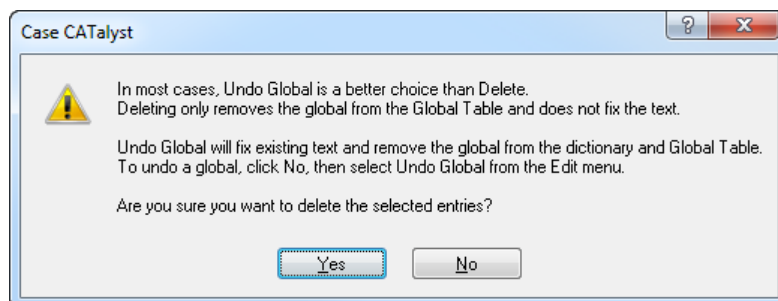 Case CATalyst
In most cases, Undo Global is a better choice than Delete.
Deleting only removes the global from the Global Table and does not fix the text.
Undo Global will fix existing text and remove the global from the dictionary and Global Table.
To undo a global, click No, then select Undo Global from the Edit menu.
Are you sure you want to delete the selected entries?
Yes No